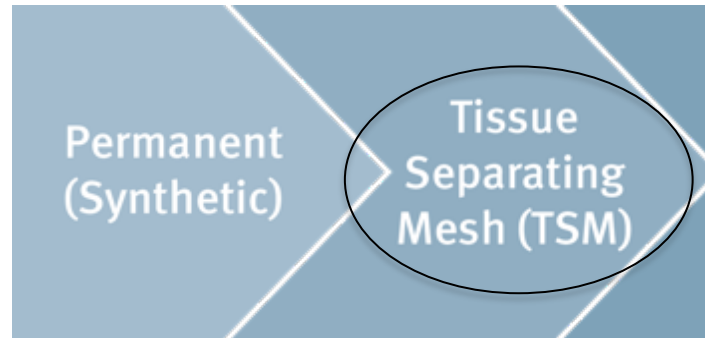 Permanent
(Synthetic)
Tissue
Separating
Mesh (TSM)